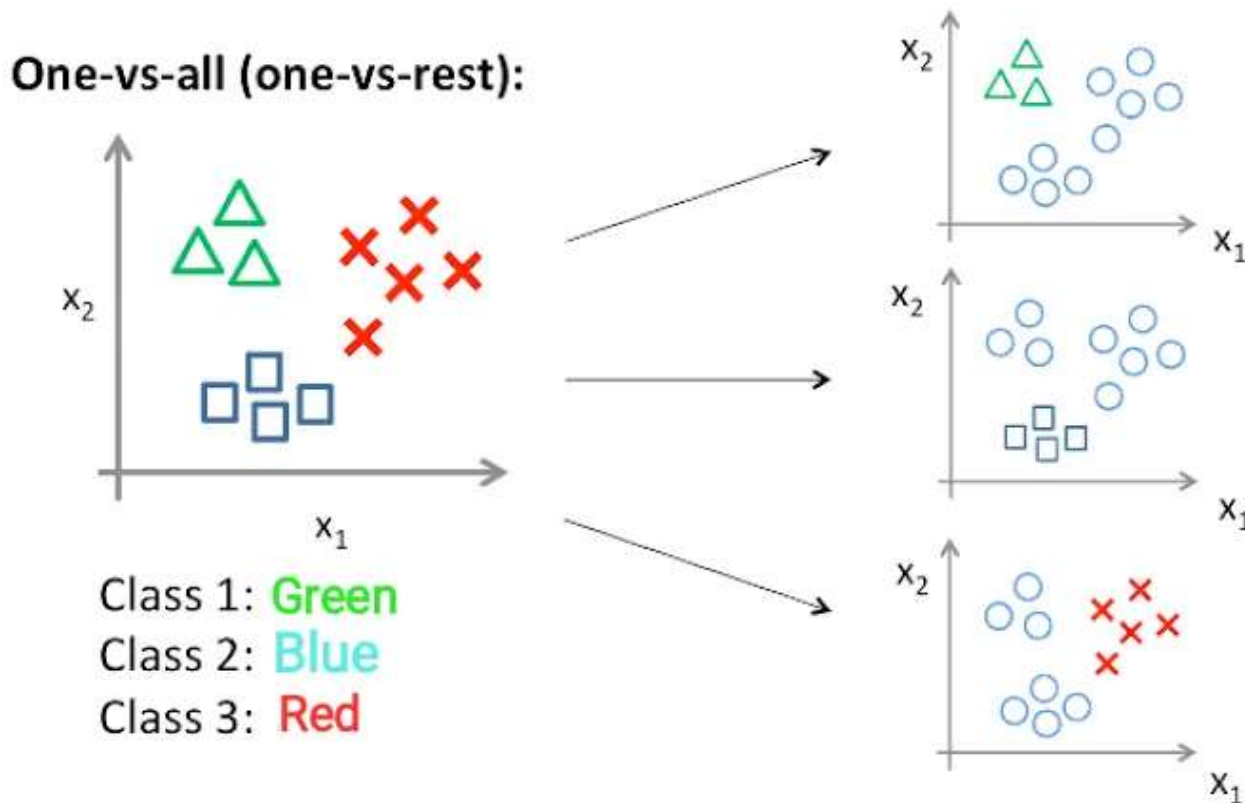 One-vs-all (one-vs-rest):
x₂
x₁
Class 1: Green
Class 2: Blue
Class 3: Red
x₂
x₁
x₂
x₁
x₂
x₁